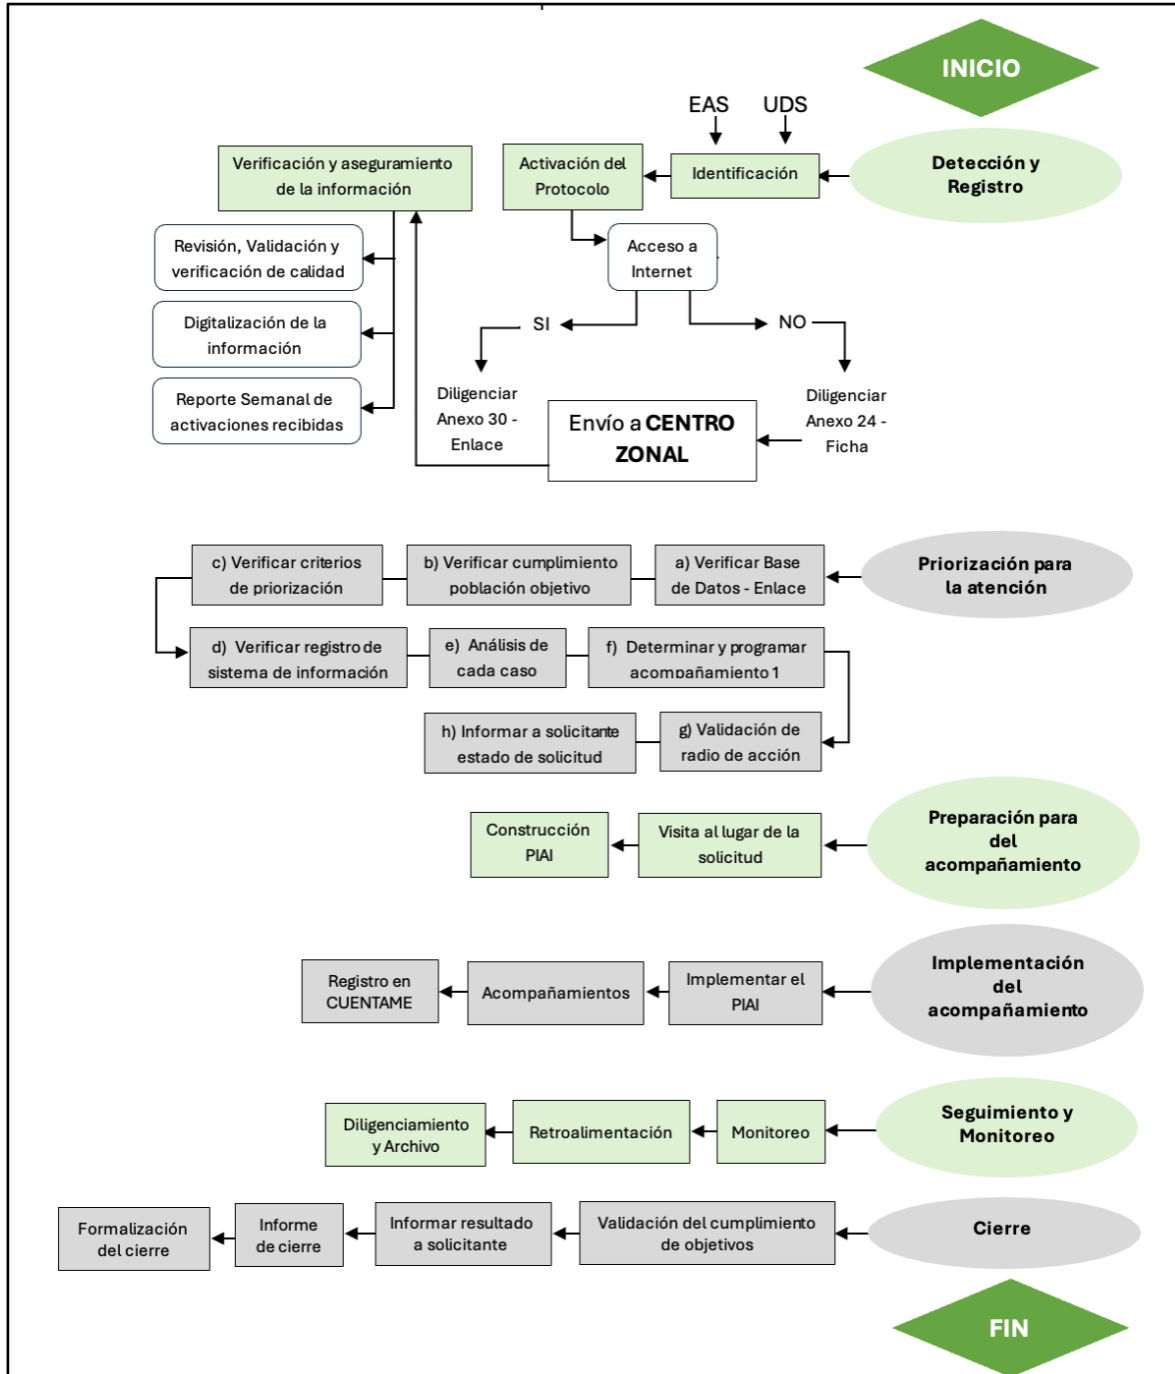 INICIO
EAS UDS
Detección y
Registro
Identificación
Activación del
Protocolo
Verificación y aseguramiento
de la información
Revisión, Validación y
verificación de calidad
Digitalización de la
información
Reporte Semanal de
activaciones recibidas
Acceso a
Internet
SI
NO
Diligenciar
Anexo 30 -
Enlace
Diligenciar
Anexo 24 -
Ficha
Envío a CENTRO
ZONAL
Priorización para
la atención
a) Verificar Base
de Datos - Enlace
b) Verificar cumplimiento
población objetivo
c) Verificar criterios
de priorización
d) Verificar registro de
sistema de información
e) Análisis de
cada caso
f) Determinar y programar
acompañamiento 1
g) Validación de
radio de acción
h) Informar a solicitante
estado de solicitud
Preparación para
del
acompañamiento
Visita al lugar de la
solicitud
Construcción
PIAI
Implementación
del
acompañamiento
Implementar el
PIAI
Acompañamientos
Registro en
CUENTAME
Seguimiento y
Monitoreo
Monitoreo
Retroalimentación
Diligenciamiento
y Archivo
Cierre
Validación del cumplimiento
de objetivos
Informar resultado
a solicitante
Informe
de cierre
Formalización
del cierre
FIN